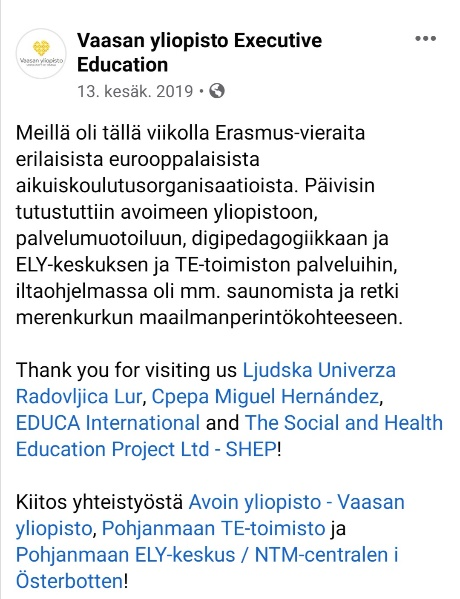 Vaasan yliopisto
Vaasan yliopisto Executive
Education
13. kesäk. 2019 •
Meillä oli tällä viikolla Erasmus-vieraita
erilaisista eurooppalaisista
aikuiskoulutusorganisaatioista. Päivisin
tutustuttiin avoimeen yliopistoon,
palvelumuotoiluun, digipedagogiikkaan ja
ELY-keskuksen ja TE-toimiston palveluihin,
iltaohjelmassa oli mm. saunomista ja retki
merenkurkun maailmanperintökohteeseen.
Thank you for visiting us Ljudska Univerza
Radovljica Lur, Cpepa Miguel Hernández,
EDUCA International and The Social and Health
Education Project Ltd - SHEP!
Kiitos yhteistyöstä Avoin yliopisto - Vaasan
yliopisto, Pohjanmaan TE-toimisto ja
Pohjanmaan ELY-keskus / NTM-centralen i
Österbotten!